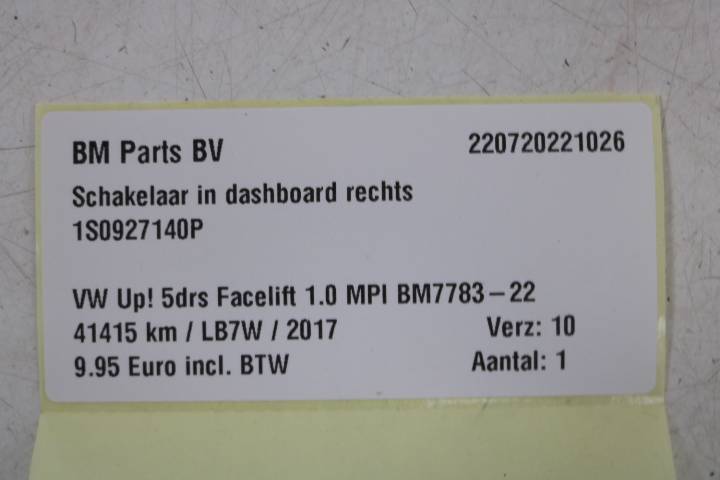 BM Parts BV 220720221026
Schakelaar in dashboard rechts
1S0927140P
VW Up! 5drs Facelift 1.0 MPI BM7783-22
41415 km / LB7W / 2017 Verz: 10
9.95 Euro incl. BTW Aantal: 1